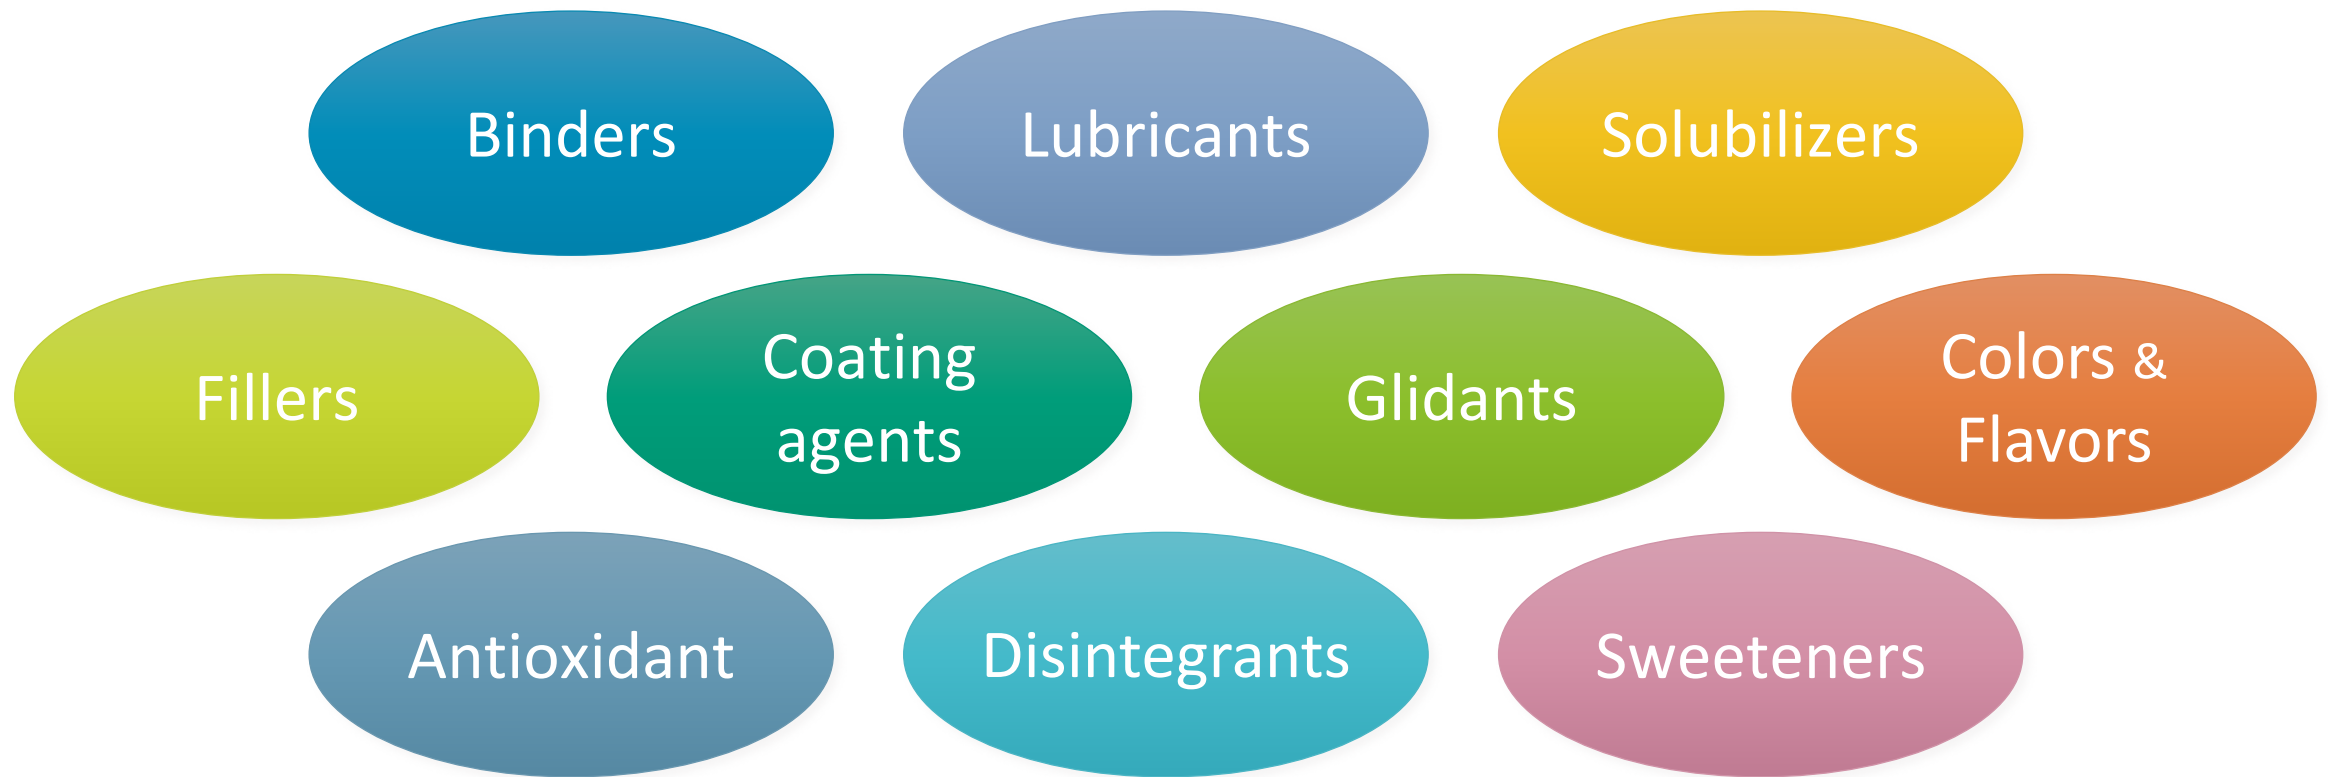 Binders
Lubricants
Solubilizers
Fillers
Coating
agents
Glidants
Colors &
Flavors
Antioxidant
Disintegrants
Sweeteners